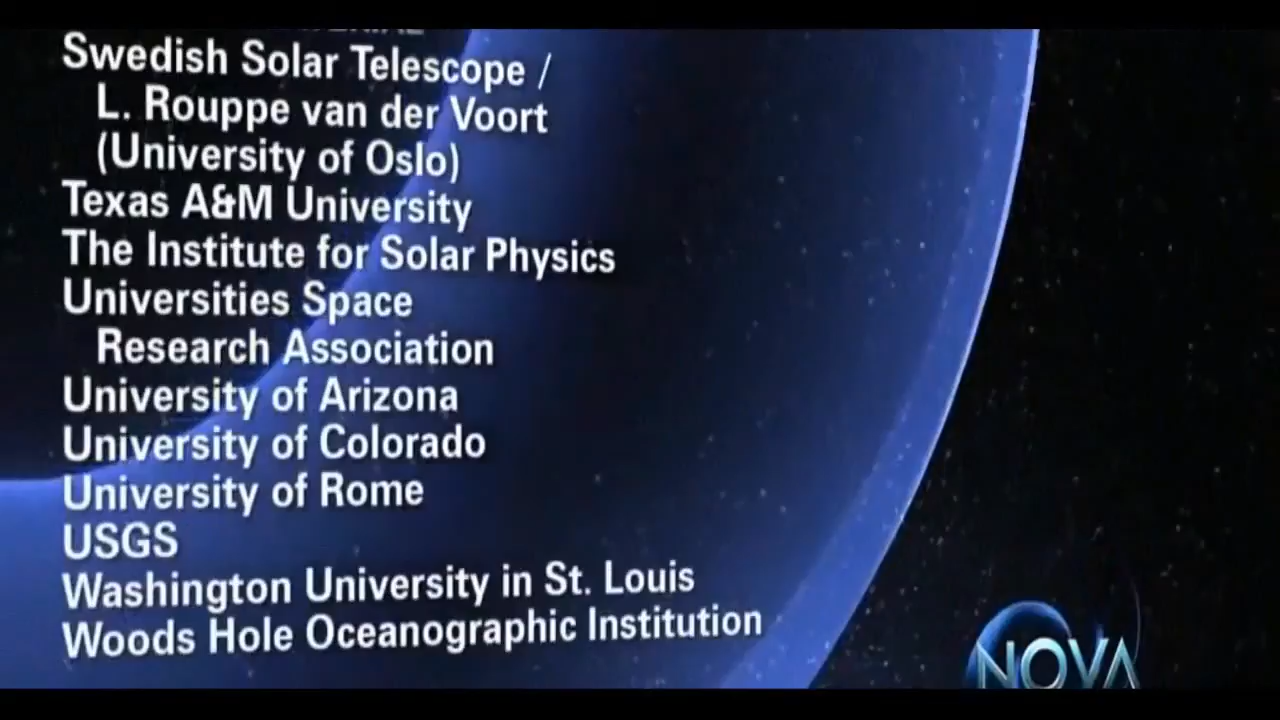 Swedish Solar Telescope /
L. Rouppe van der Voort
(University of Oslo)
Texas A&M University
The Institute for Solar Physics
Universities Space
Research Association
University of Arizona
University of Colorado
University of Rome
USGS
Washington University in St. Louis
Woods Hole Oceanographic Institution
NOVA